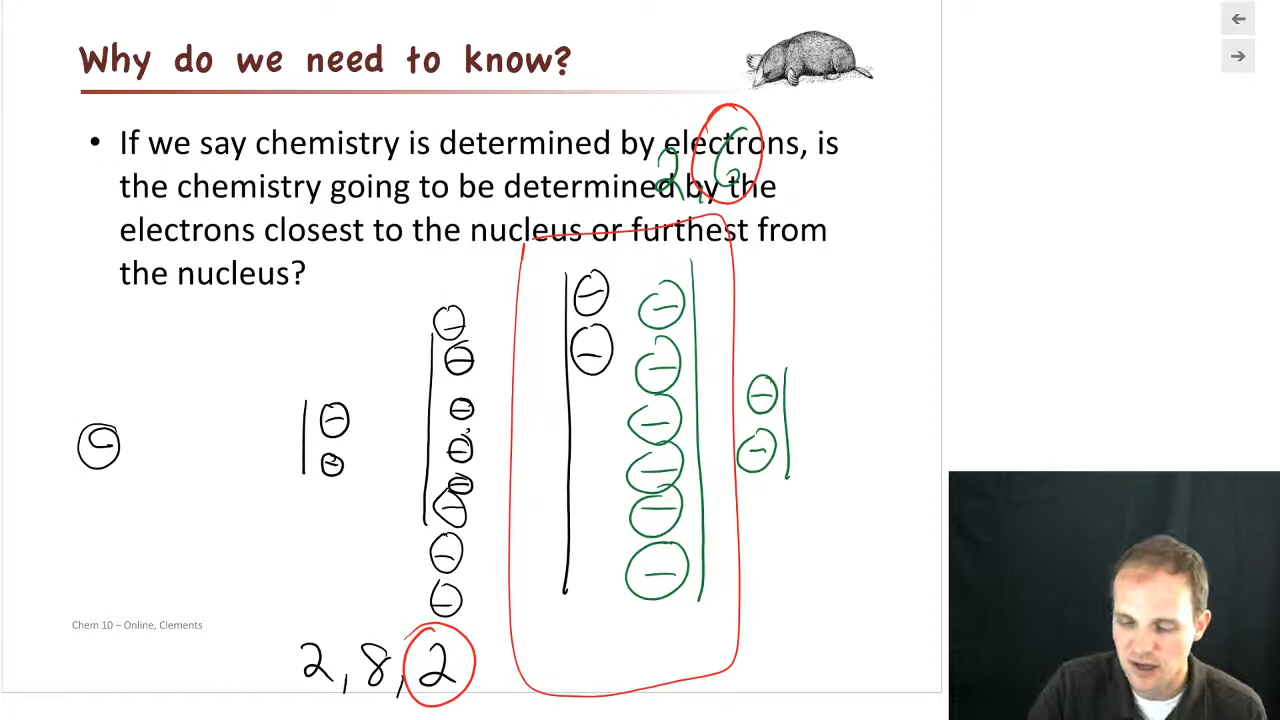 Why do we need to know?
2, 6
• If we say chemistry is determined by electrons, is
the chemistry going to be determined by the
electrons closest to the nucleus or furthest from
the nucleus?
Chem 10 – Online, Clements
2, 8, 2